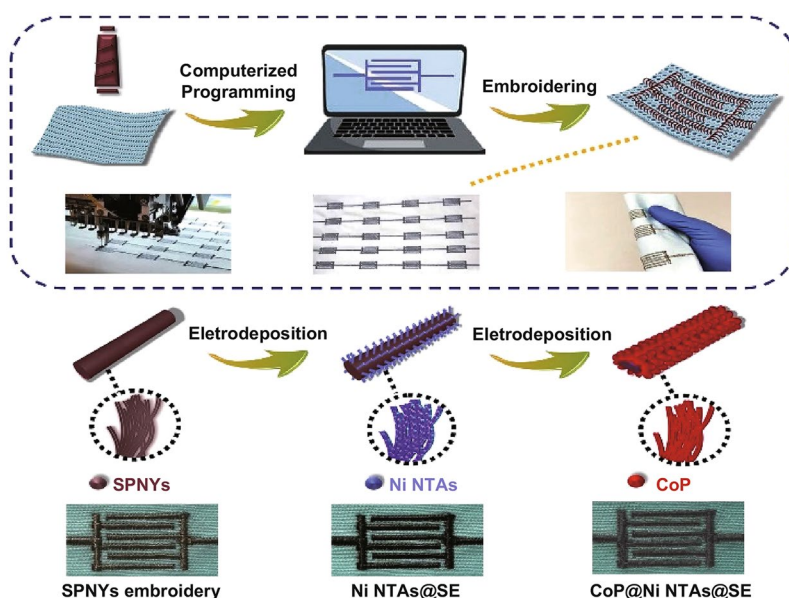 Computerized
Programming
Embroidering
Eletrodeposition
Eletrodeposition
SPNYs
Ni NTAs
CoP
SPNYs embroidery
Ni NTAs@SE
CoP@Ni NTAs@SE